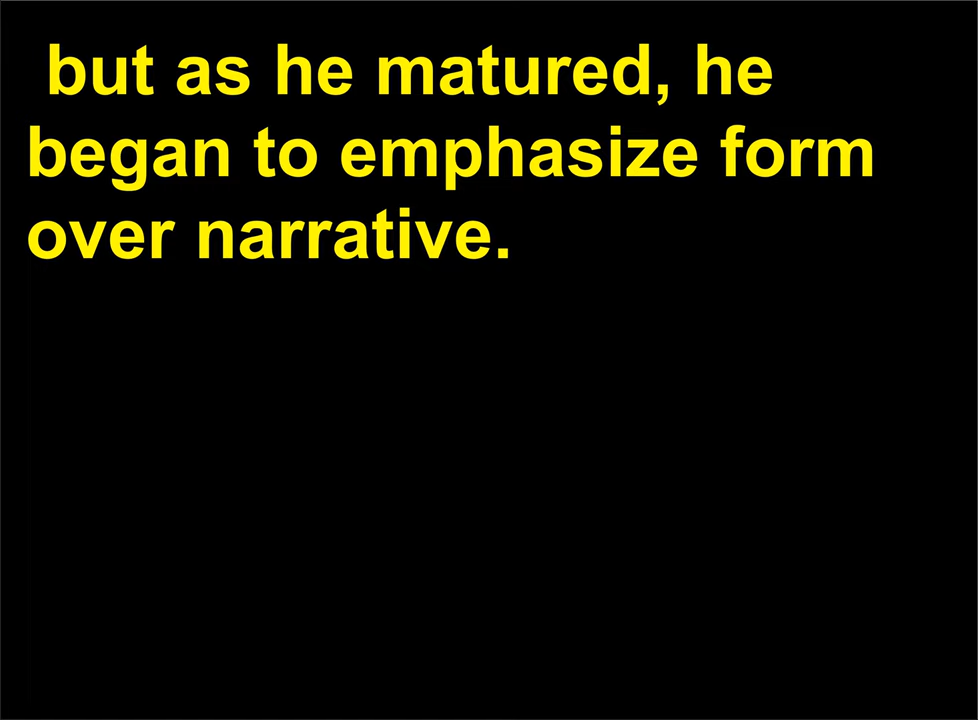 but as he matured, he
began to emphasize form
over narrative.